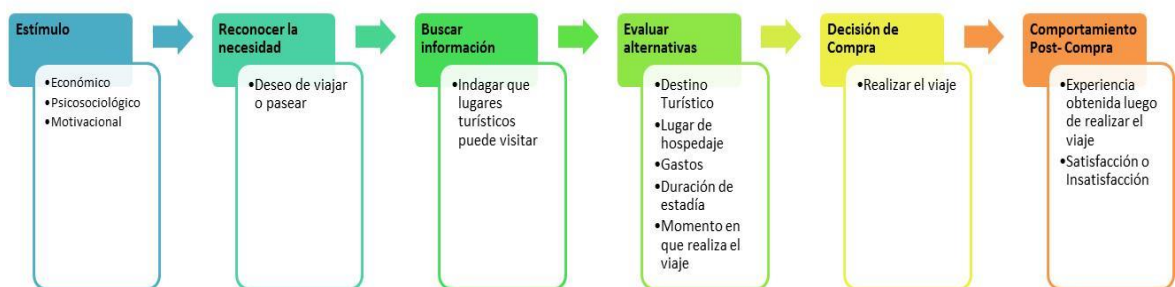 Estímulo
•Económico
•Psicosociológico
•Motivacional
Reconocer la
necesidad
•Deseo de viajar
o pasear
Buscar
información
•Indagar que
lugares
turísticos
puede visitar
Evaluar
alternativas
•Destino
Turístico
•Lugar de
hospedaje
•Gastos
•Duración de
estadía
•Momento en
que realiza el
viaje
Decisión de
Compra
•Realizar el viaje
Comportamiento
Post- Compra
•Experiencia
obtenida luego
de realizar el
viaje
•Satisfacción o
Insatisfacción